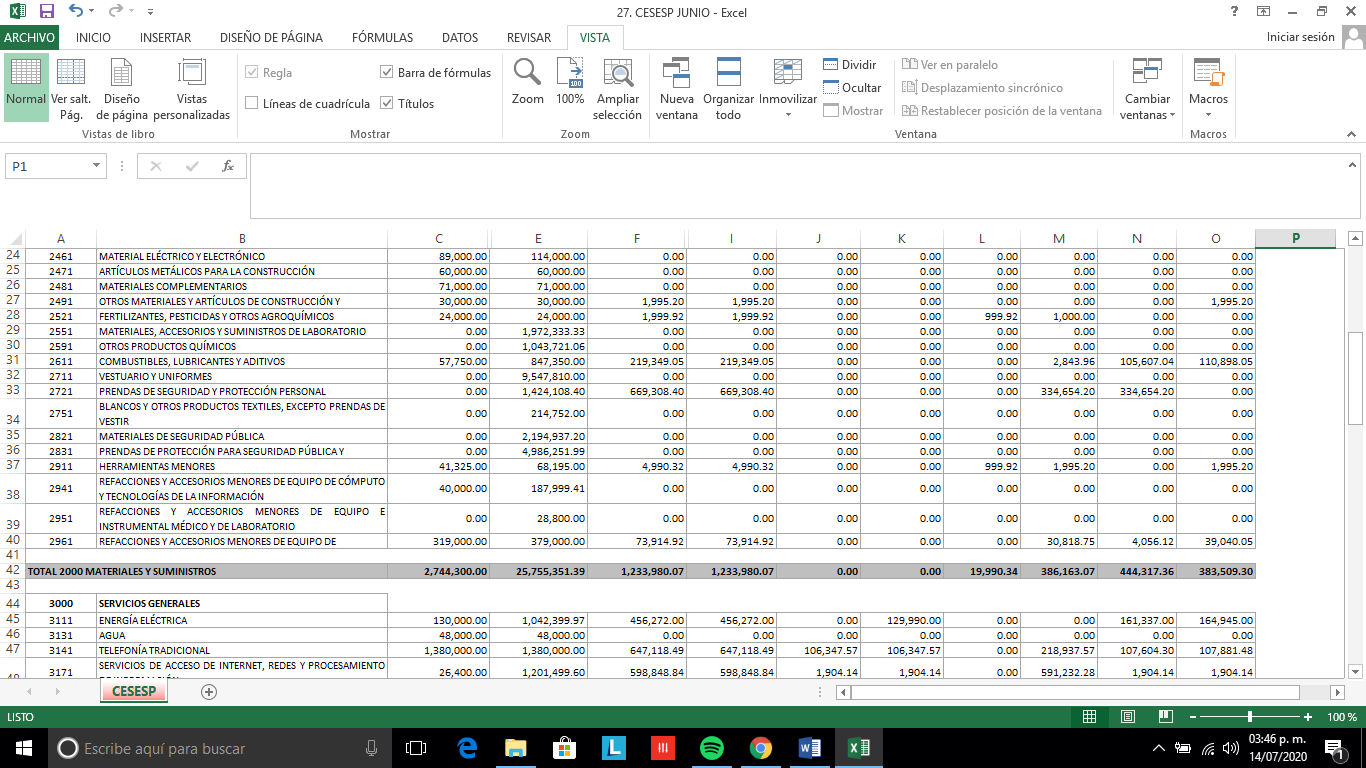 27. CESESP JUNIO - Excel
ARCHIVO INICIO INSERTAR DISEÑO DE PÁGINA FÓRMULAS DATOS REVISAR VISTA Iniciar sesión
Normal Ver salt. Pág. Diseño de página Vistas personalizadas
Vistas de libro
Regla Barra de fórmulas
Líneas de cuadrícula Títulos
Mostrar
Zoom 100% Ampliar selección
Zoom
Nueva ventana Organizar todo Inmovilizar
Dividir Ver en paralelo
Ocultar Desplazamiento sincrónico
Mostrar Restablecer posición de la ventana
Cambiar ventanas
Ventana
Macros
Macros
P1 fx
A B C E F I J K L M N O P
24 2461 MATERIAL ELÉCTRICO Y ELECTRÓNICO 89,000.00 114,000.00 0.00 0.00 0.00 0.00 0.00 0.00 0.00 0.00
25 2471 ARTÍCULOS METÁLICOS PARA LA CONSTRUCCIÓN 60,000.00 60,000.00 0.00 0.00 0.00 0.00 0.00 0.00 0.00 0.00
26 2481 MATERIALES COMPLEMENTARIOS 71,000.00 71,000.00 0.00 0.00 0.00 0.00 0.00 0.00 0.00 0.00
27 2491 OTROS MATERIALES Y ARTÍCULOS DE CONSTRUCCIÓN Y 30,000.00 30,000.00 1,995.20 1,995.20 0.00 0.00 0.00 0.00 0.00 1,995.20
28 2521 FERTILIZANTES, PESTICIDAS Y OTROS AGROQUÍMICOS 24,000.00 24,000.00 1,999.92 1,999.92 0.00 0.00 999.92 1,000.00 0.00 0.00
29 2551 MATERIALES, ACCESORIOS Y SUMINISTROS DE LABORATORIO 0.00 1,972,333.33 0.00 0.00 0.00 0.00 0.00 0.00 0.00 0.00
30 2591 OTROS PRODUCTOS QUÍMICOS 0.00 1,043,721.06 0.00 0.00 0.00 0.00 0.00 0.00 0.00 0.00
31 2611 COMBUSTIBLES, LUBRICANTES Y ADITIVOS 57,750.00 847,350.00 219,349.05 219,349.05 0.00 0.00 0.00 2,843.96 105,607.04 110,898.05
32 2711 VESTUARIO Y UNIFORMES 0.00 9,547,810.00 0.00 0.00 0.00 0.00 0.00 0.00 0.00 0.00
33 2721 PRENDAS DE SEGURIDAD Y PROTECCIÓN PERSONAL 0.00 1,424,108.40 669,308.40 669,308.40 0.00 0.00 0.00 334,654.20 334,654.20 0.00
34 2751 BLANCOS Y OTROS PRODUCTOS TEXTILES, EXCEPTO PRENDAS DE VESTIR 0.00 214,752.00 0.00 0.00 0.00 0.00 0.00 0.00 0.00 0.00
35 2821 MATERIALES DE SEGURIDAD PÚBLICA 0.00 2,194,937.20 0.00 0.00 0.00 0.00 0.00 0.00 0.00 0.00
36 2831 PRENDAS DE PROTECCIÓN PARA SEGURIDAD PÚBLICA Y 0.00 4,986,251.99 0.00 0.00 0.00 0.00 0.00 0.00 0.00 0.00
37 2911 HERRAMIENTAS MENORES 41,325.00 68,195.00 4,990.32 4,990.32 0.00 0.00 999.92 1,995.20 0.00 1,995.20
38 2941 REFACCIONES Y ACCESORIOS MENORES DE EQUIPO DE CÓMPUTO Y TECNOLOGÍAS DE LA INFORMACIÓN 40,000.00 187,999.41 0.00 0.00 0.00 0.00 0.00 0.00 0.00 0.00
39 2951 REFACCIONES Y ACCESORIOS MENORES DE EQUIPO E INSTRUMENTAL MÉDICO Y DE LABORATORIO 0.00 28,800.00 0.00 0.00 0.00 0.00 0.00 0.00 0.00 0.00
40 2961 REFACCIONES Y ACCESORIOS MENORES DE EQUIPO DE 319,000.00 379,000.00 73,914.92 73,914.92 0.00 0.00 0.00 30,818.75 4,056.12 39,040.05
41
42 TOTAL 2000 MATERIALES Y SUMINISTROS 2,744,300.00 25,755,351.39 1,233,980.07 1,233,980.07 0.00 0.00 19,990.34 386,163.07 444,317.36 383,509.30
43
44 3000 SERVICIOS GENERALES
45 3111 ENERGÍA ELÉCTRICA 130,000.00 1,042,399.97 456,272.00 456,272.00 0.00 129,990.00 0.00 0.00 161,337.00 164,945.00
46 3131 AGUA 48,000.00 48,000.00 0.00 0.00 0.00 0.00 0.00 0.00 0.00 0.00
47 3141 TELEFONÍA TRADICIONAL 1,380,000.00 1,380,000.00 647,118.49 647,118.49 106,347.57 106,347.57 0.00 218,937.57 107,604.30 107,881.48
3171 SERVICIOS DE ACCESO DE INTERNET, REDES Y PROCESAMIENTO 26,400.00 1,201,499.60 598,848.84 598,848.84 1,904.14 1,904.14 0.00 591,232.28 1,904.14 1,904.14
CESESP
LISTO 100 %
Escribe aquí para buscar
03:46 p. m.
14/07/2020
1